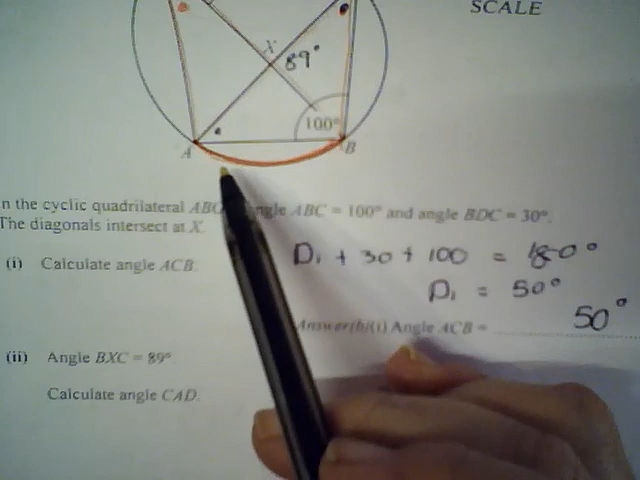 SCALE
X
89°
100°
A
B
n the cyclic quadrilateral ABC ngle ABC = 100° and angle BDC = 30°.
The diagonals intersect at X.
D₁ + 30 + 100 = 180°
(i) Calculate angle ACB.
D₁ = 50°
Answer(b)(i) Angle ACB = 50°
(ii) Angle BXC = 89°.
Calculate angle CAD.